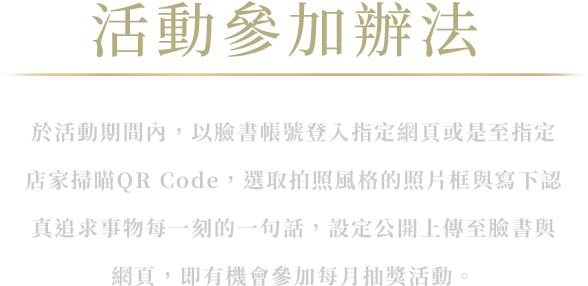 活動參加辦法
於活動期間內，以臉書帳號登入指定網頁或是至指定
店家掃瞄QR Code，選取拍照風格的照片框與寫下認
真追求事物每一刻的一句話，設定公開上傳至臉書與
網頁，即有機會參加每月抽獎活動。